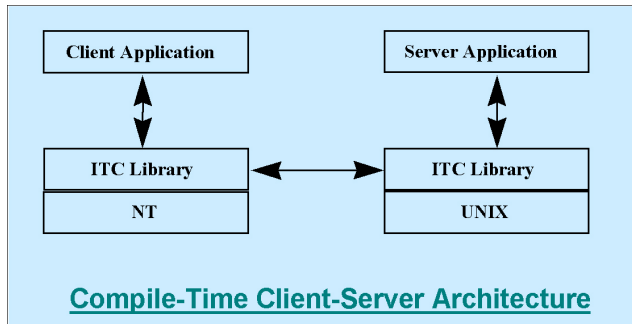 Client Application
Server Application
ITC Library
ITC Library
NT
UNIX
Compile-Time Client-Server Architecture